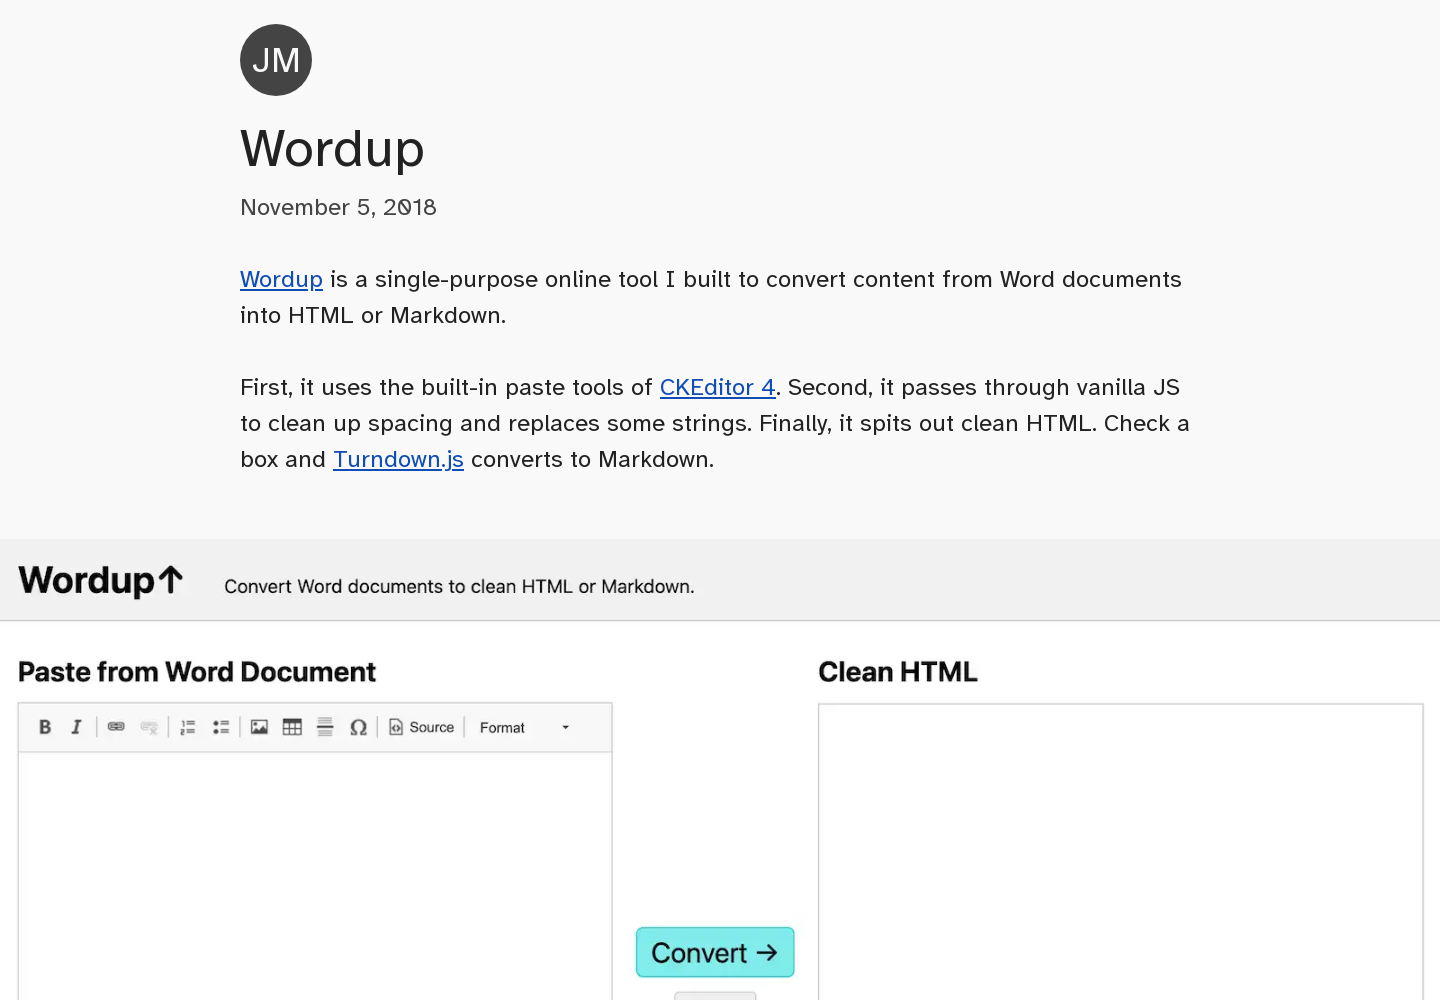 JM
Wordup
November 5, 2018
Wordup is a single-purpose online tool I built to convert content from Word documents
into HTML or Markdown.
First, it uses the built-in paste tools of CKEditor 4. Second, it passes through vanilla JS
to clean up spacing and replaces some strings. Finally, it spits out clean HTML. Check a
box and Turndown.js converts to Markdown.
Wordup↑ Convert Word documents to clean HTML or Markdown.
Paste from Word Document
Clean HTML
B I Ω Source Format
Convert →